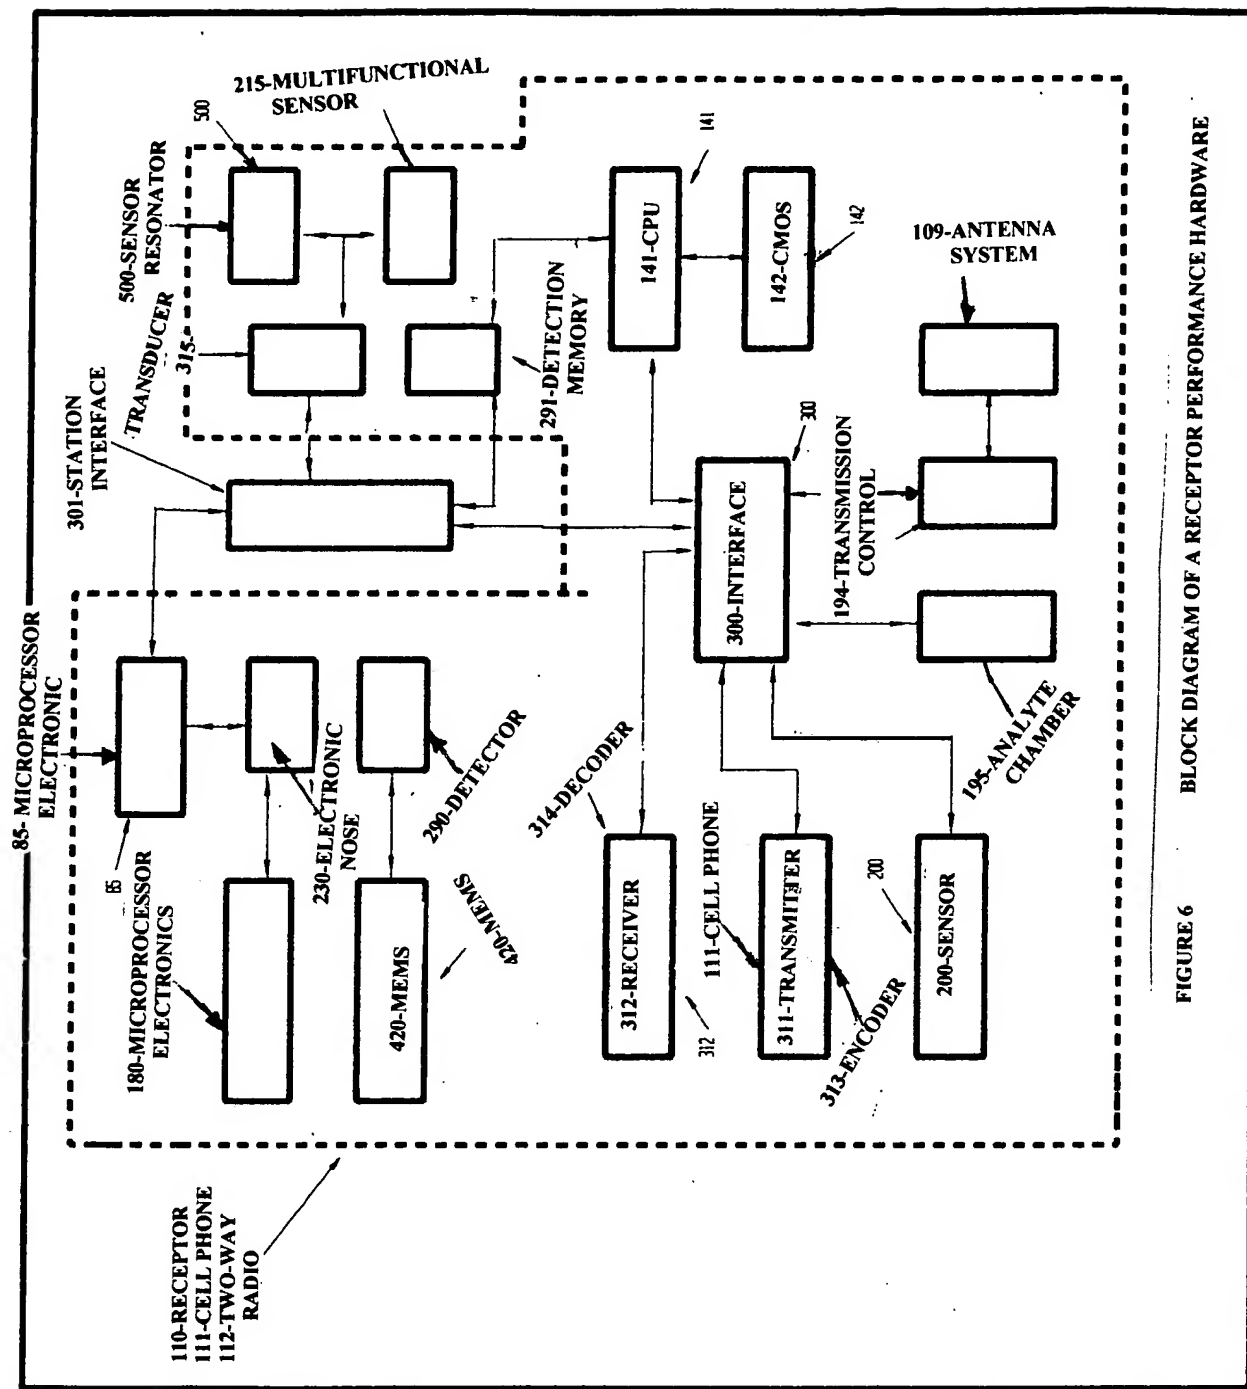 110-RECEPTOR
111-CELL PHONE
112-TWO-WAY
RADIO
85- MICROPROCESSOR
ELECTRONIC
85
180-MICROPROCESSOR
ELECTRONICS
230-ELECTRONIC
NOSE
420-MEMS
420-MEMS
290-DETECTOR
301-STATION
INTERFACE
TRANSDUCER
315-
500-SENSOR
RESONATOR
500
215-MULTIFUNCTIONAL
SENSOR
291-DETECTION
MEMORY
141-CPU
141
142-CMOS
142
314-DECODER
312-RECEIVER
312
111-CELL PHONE
311-TRANSMITTER
313-ENCODER
200
200-SENSOR
300-INTERFACE
300
194-TRANSMISSION
CONTROL
195-ANALYTE
CHAMBER
109-ANTENNA
SYSTEM
FIGURE 6
BLOCK DIAGRAM OF A RECEPTOR PERFORMANCE HARDWARE